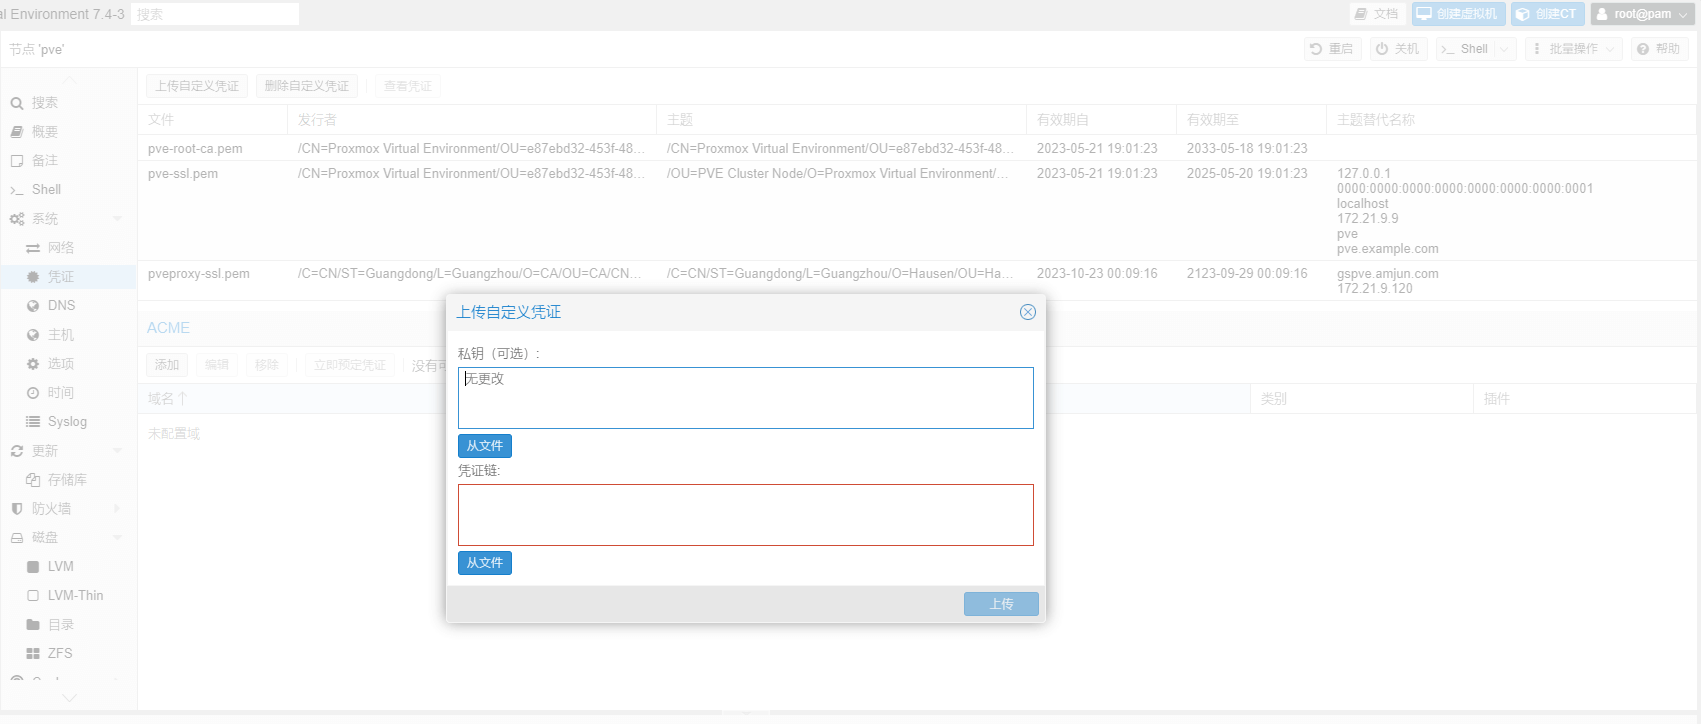 al Environment 7.4-3 搜索 文档 创建虚拟机 创建CT root@pam
节点 'pve' 重启 关机 Shell 批量操作 帮助
上传自定义凭证 删除自定义凭证 查看凭证
搜索
概要
备注
Shell
系统
网络
凭证
DNS
主机
选项
时间
Syslog
更新
存储库
防火墙
磁盘
LVM
LVM-Thin
目录
ZFS
文件 发行者 主题 有效期自 有效期至 主题替代名称
pve-root-ca.pem /CN=Proxmox Virtual Environment/OU=e87ebd32-453f-48... /CN=Proxmox Virtual Environment/OU=e87ebd32-453f-48... 2023-05-21 19:01:23 2033-05-18 19:01:23
pve-ssl.pem /CN=Proxmox Virtual Environment/OU=e87ebd32-453f-48... /OU=PVE Cluster Node/O=Proxmox Virtual Environment/... 2023-05-21 19:01:23 2025-05-20 19:01:23 127.0.0.1
0000:0000:0000:0000:0000:0000:0000:0001
localhost
172.21.9.9
pve
pve.example.com
pveproxy-ssl.pem /C=CN/ST=Guangdong/L=Guangzhou/O=CA/OU=CA/CN... /C=CN/ST=Guangdong/L=Guangzhou/O=Hausen/OU=Ha... 2023-10-23 00:09:16 2123-09-29 00:09:16 gspve.amjun.com
172.21.9.120
ACME
添加 编辑 移除 立即预定凭证 没有可
域名 类别 插件
未配置域
上传自定义凭证
私钥（可选）:
无更改
从文件
凭证链:
从文件
上传